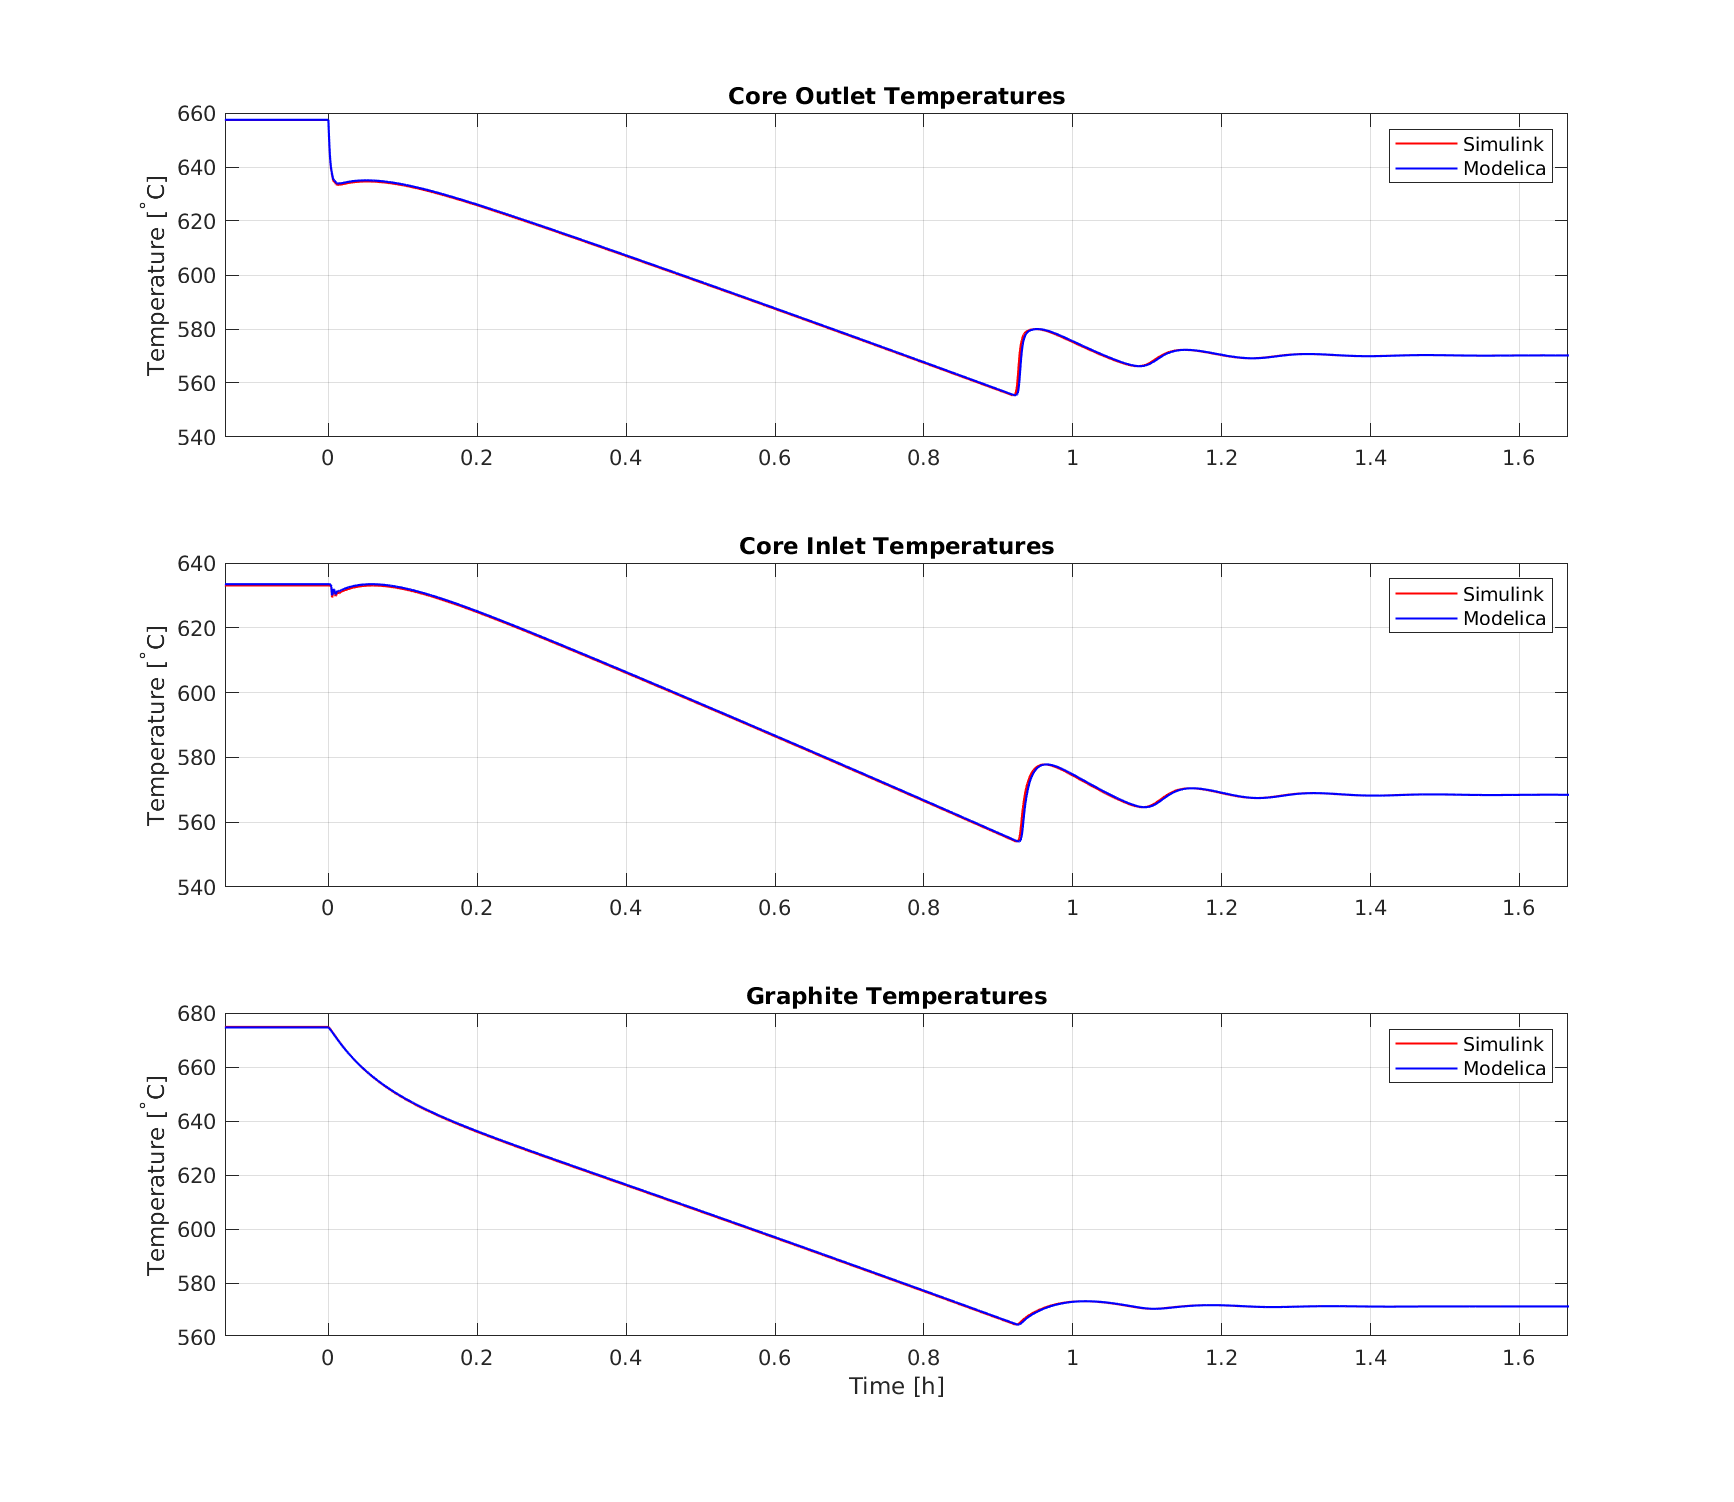 Core Outlet Temperatures
660
640
620
600
580
560
540
Temperature [°C]
Simulink
Modelica
0 0.2 0.4 0.6 0.8 1 1.2 1.4 1.6
Core Inlet Temperatures
640
620
600
580
560
540
Temperature [°C]
Simulink
Modelica
0 0.2 0.4 0.6 0.8 1 1.2 1.4 1.6
Graphite Temperatures
680
660
640
620
600
580
560
Temperature [°C]
Simulink
Modelica
0 0.2 0.4 0.6 0.8 1 1.2 1.4 1.6
Time [h]